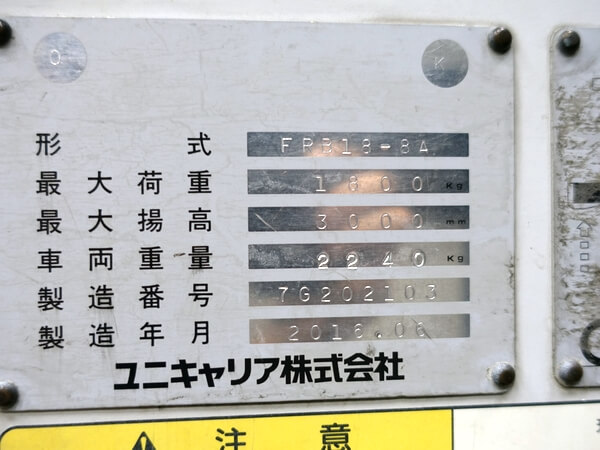 O K
形式 FRB18-8A
最大荷重 1800 Kg
最大揚高 3000 mm
車両重量 2240 Kg
製造番号 7G202103
製造年月 2016.06
ユニキャリア株式会社
注意